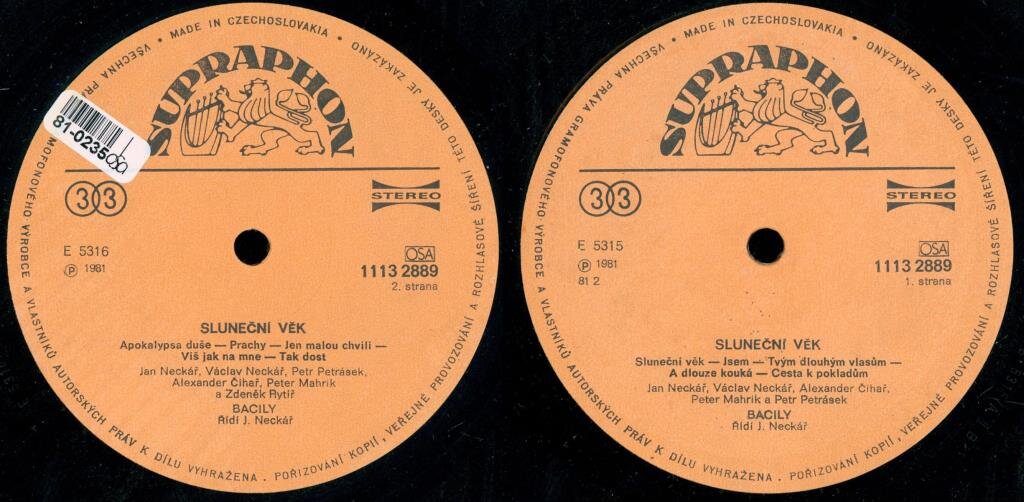 VŠECHNA PRÁVA GRAMOFONOVÉHO VÝROBCE A VLASTNÍKŮ AUTORSKÝCH PRÁV K DÍLU VYHRAŽENA. POŘIZOVÁNÍ KOPIÍ, VEŘEJNÉ PROVOZOVÁNÍ A ROZHLASOVÉ ŠÍŘENÍ TÉTO DESKY JE ZAKÁZÁNO • MADE IN CZECHOSLOVAKIA •
SUPRAPHON
81-0235
33
STEREO
E 5316
℗ 1981
OSA
1113 2889
2. strana
SLUNEČNÍ VĚK
Apokalypsa duše — Prachy — Jen malou chvíli —
Víš jak na mne — Tak dost
Jan Neckář, Václav Neckář, Petr Petrásek,
Alexander Čihař, Peter Mahrik
a Zdeněk Rytíř
BACILY
Řídí J. Neckář
VŠECHNA PRÁVA GRAMOFONOVÉHO VÝROBCE A VLASTNÍKŮ AUTORSKÝCH PRÁV K DÍLU VYHRAŽENA. POŘIZOVÁNÍ KOPIÍ, VEŘEJNÉ PROVOZOVÁNÍ A ROZHLASOVÉ ŠÍŘENÍ TÉTO DESKY JE ZAKÁZÁNO • MADE IN CZECHOSLOVAKIA •
SUPRAPHON
33
STEREO
E 5315
℗ 1981
81 2
OSA
1113 2889
1. strana
SLUNEČNÍ VĚK
Sluneční věk — Jsem — Tvým dlouhým vlasům —
A dlouze kouká — Cesta k pokladům
Jan Neckář, Václav Neckář, Alexander Čihař,
Peter Mahrik a Petr Petrásek
BACILY
Řídí J. Neckář